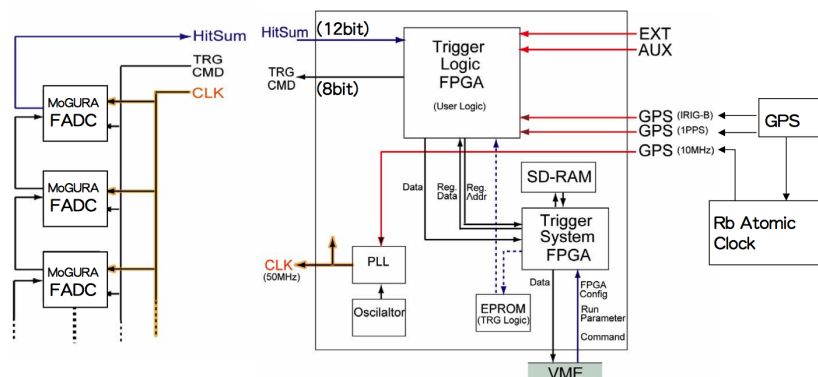 HitSum
TRG
CMD
CLK
MoGURA
FADC
MoGURA
FADC
MoGURA
FADC
HitSum (12bit)
TRG
CMD
(8bit)
Trigger
Logic
FPGA
(User Logic)
EXT
AUX
GPS (IRIG-B)
GPS (1PPS)
GPS (10MHz)
GPS
Rb Atomic
Clock
Data
Reg.
Data
Reg.
Addr
SD-RAM
Trigger
System
FPGA
CLK
(50MHz)
PLL
Oscilaltor
EPROM
(TRG Logic)
Data
FPGA
Config
Run
Parameter
Command
VME